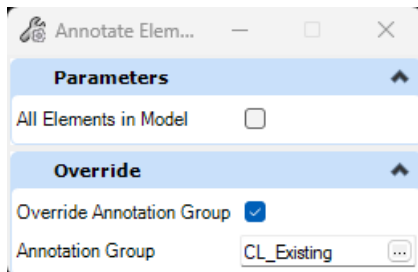 Annotate Elem...
Parameters
All Elements in Model
Override
Override Annotation Group
Annotation Group CL_Existing ...